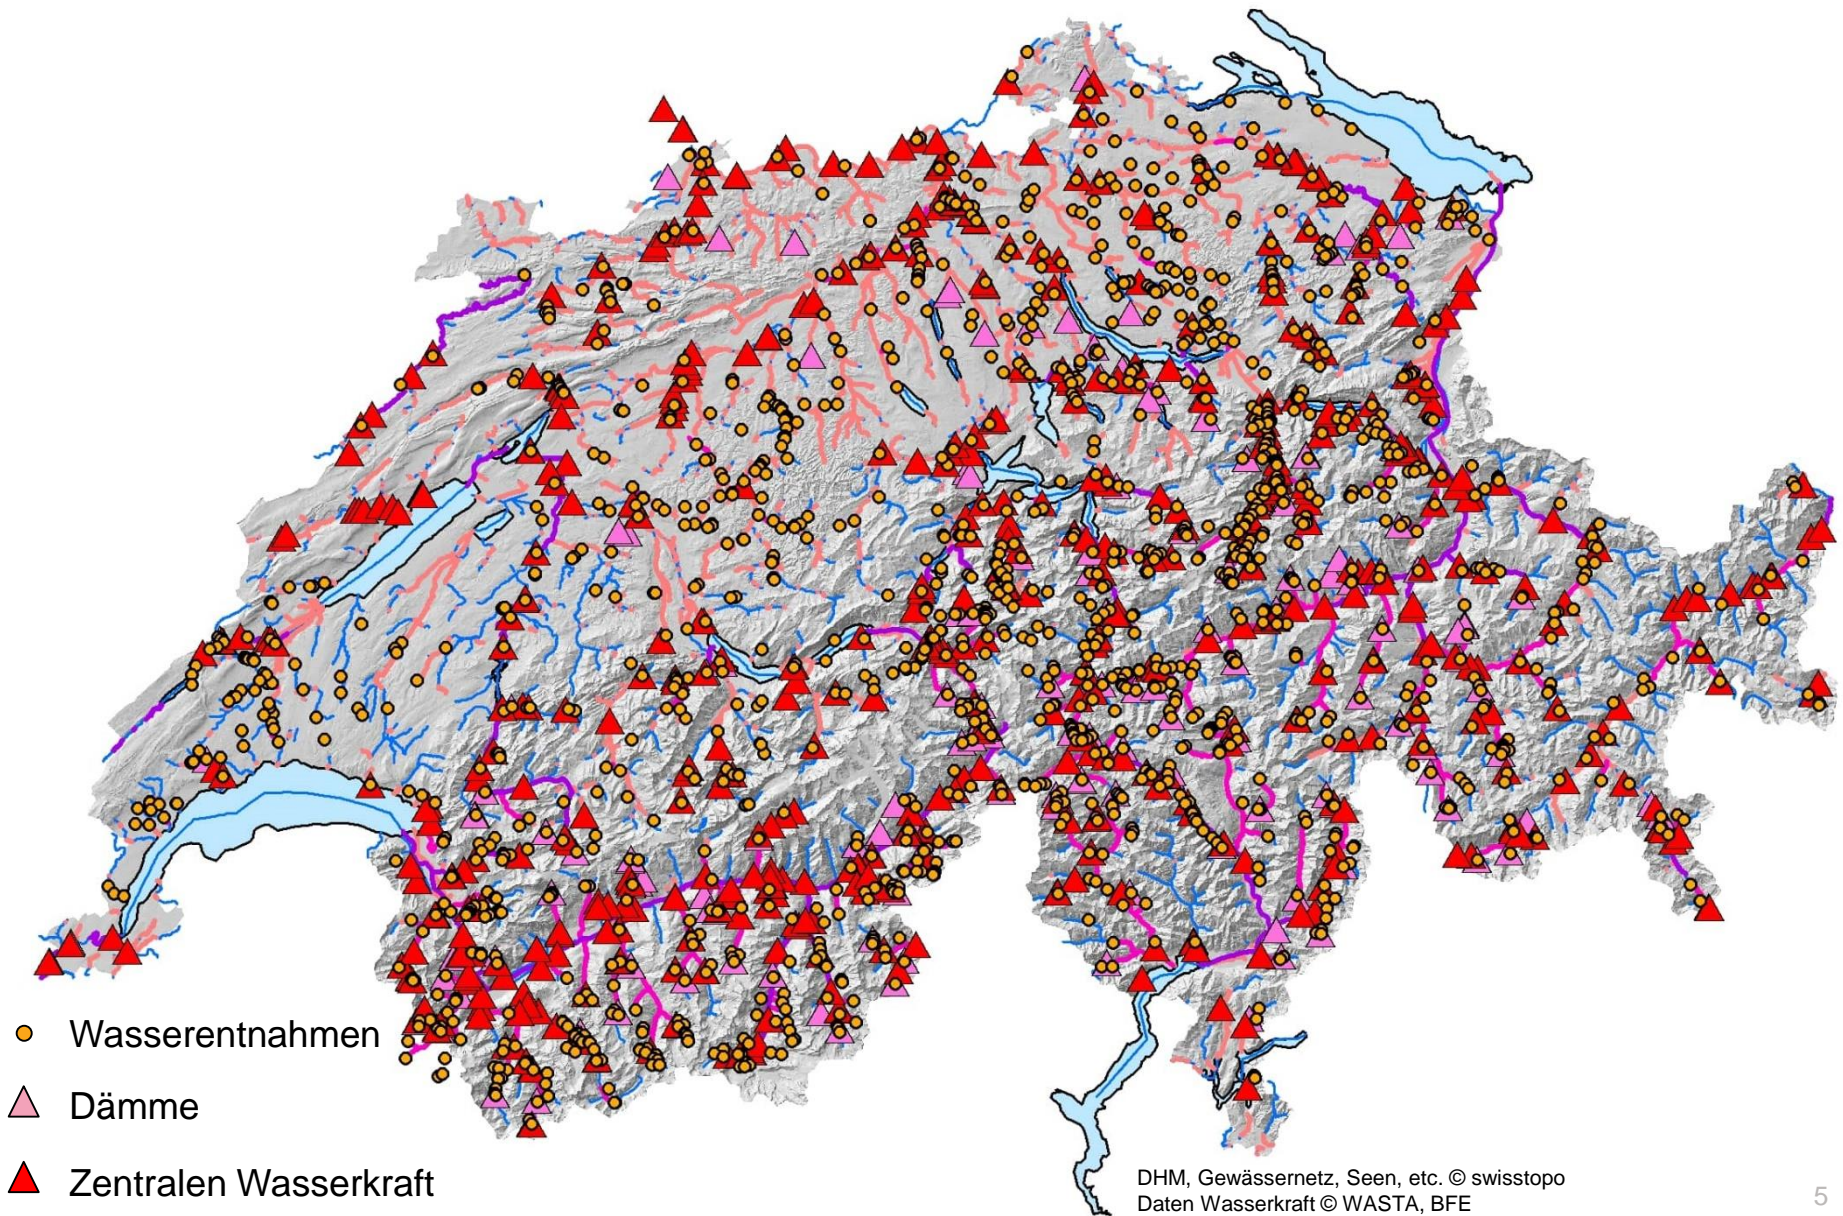 Wasserentnahmen
Dämme
Zentralen Wasserkraft
DHM, Gewässernetz, Seen, etc. © swisstopo
Daten Wasserkraft © WASTA, BFE
5